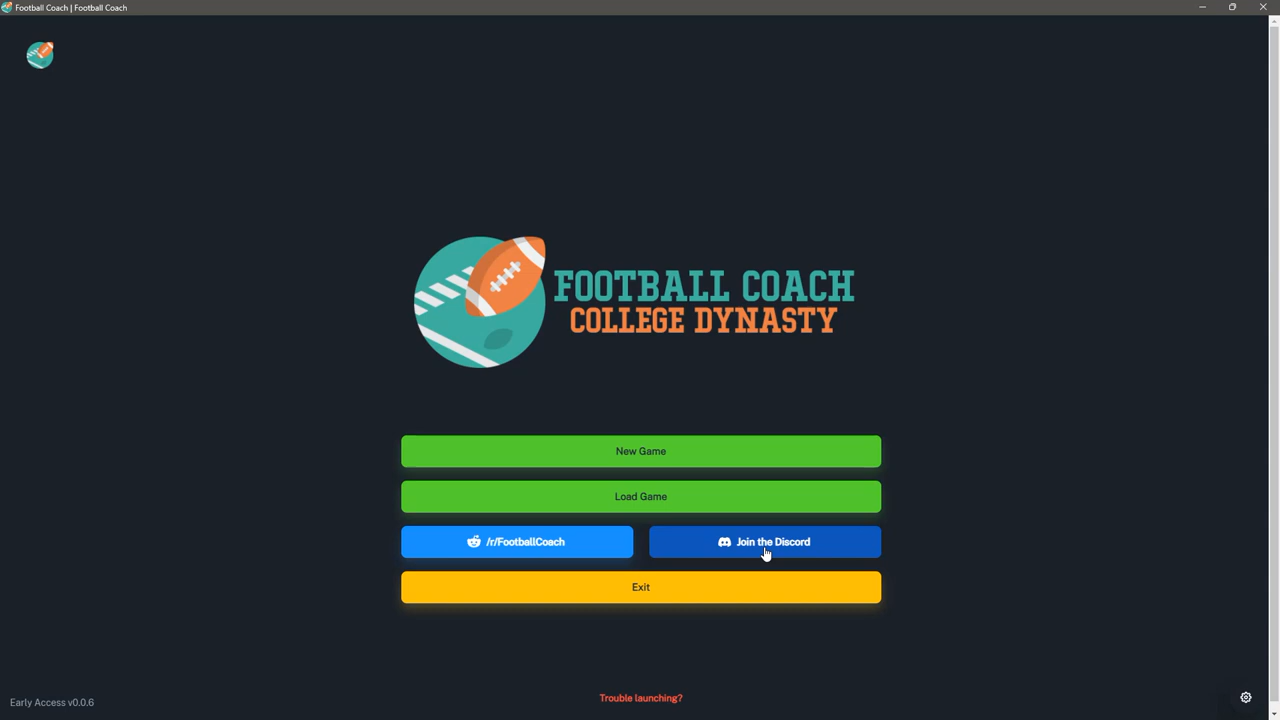 Football Coach | Football Coach
FOOTBALL COACH
COLLEGE DYNASTY
New Game
Load Game
/r/FootballCoach
Join the Discord
Exit
Trouble launching?
Early Access v0.0.6